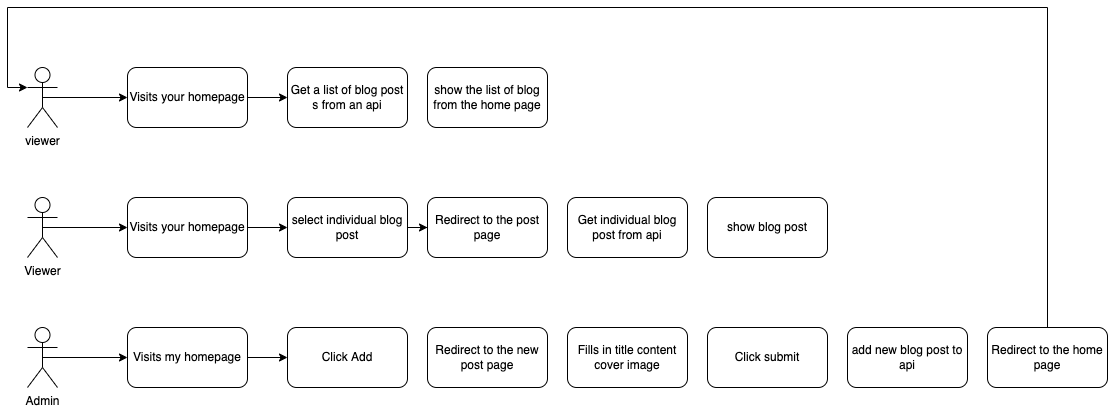 Visits your homepage
Get a list of blog post
s from an api
show the list of blog
from the home page
viewer
Visits your homepage
select individual blog
post
Redirect to the post
page
Get individual blog
post from api
show blog post
Viewer
Visits my homepage
Click Add
Redirect to the new
post page
Fills in title content
cover image
Click submit
add new blog post to
api
Redirect to the home
page
Admin